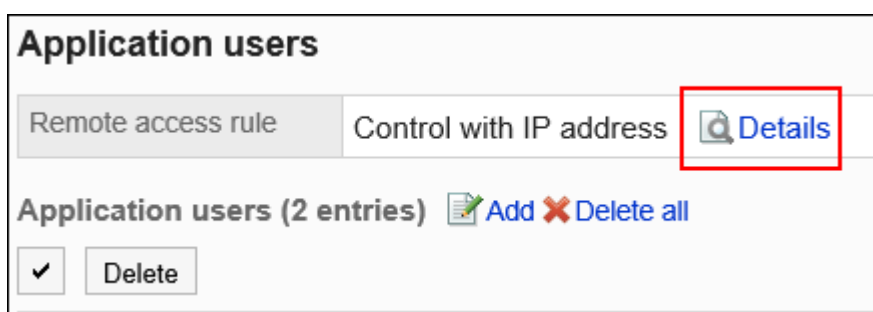 Application users
Remote access rule Control with IP address Details
Application users (2 entries) Add Delete all
Delete